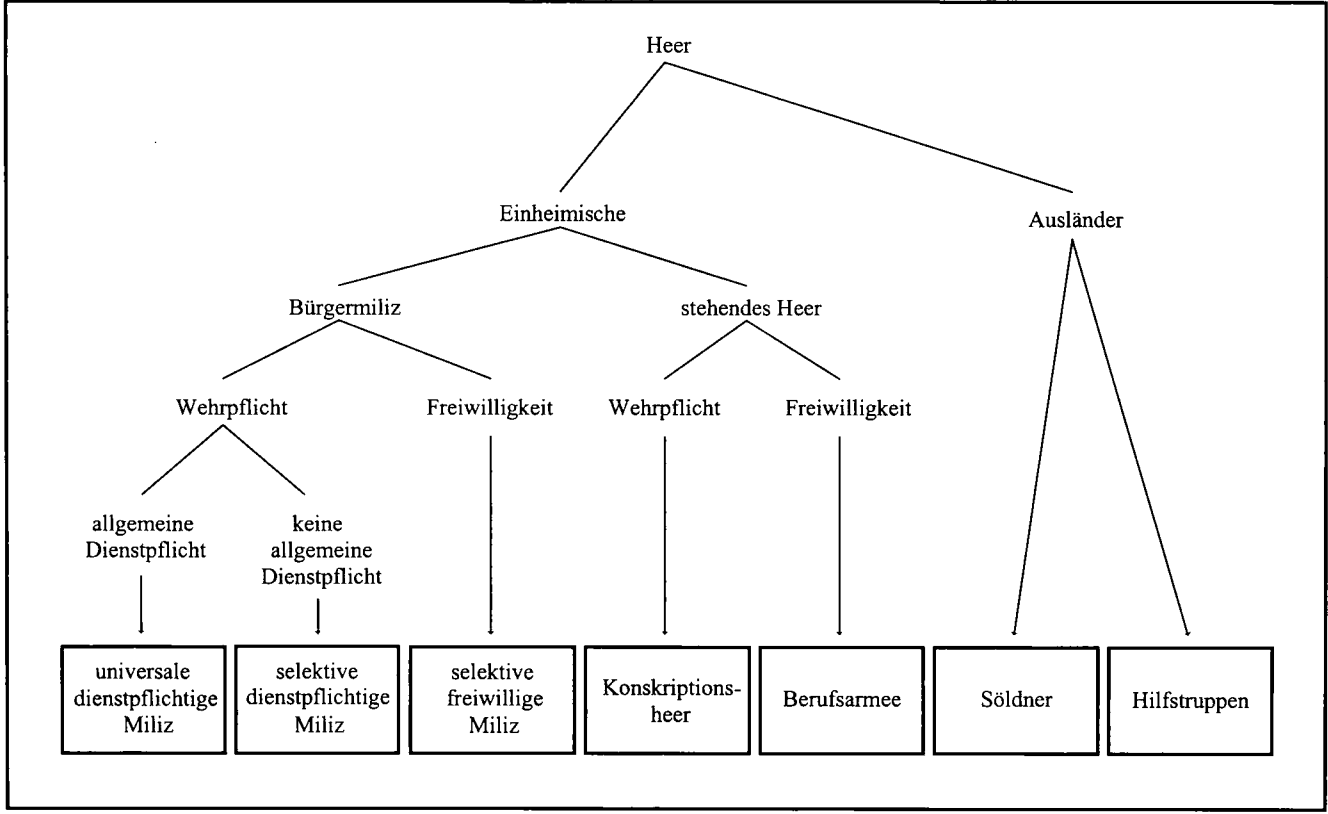 Heer
Einheimische
Ausländer
Bürgermiliz
stehendes Heer
Wehrpflicht
Freiwilligkeit
Wehrpflicht
Freiwilligkeit
allgemeine
Dienstpflicht
keine
allgemeine
Dienstpflicht
universale
dienstpflichtige
Miliz
selektive
dienstpflichtige
Miliz
selektive
freiwillige
Miliz
Konskriptions-
heer
Berufsarmee
Söldner
Hilfstruppen